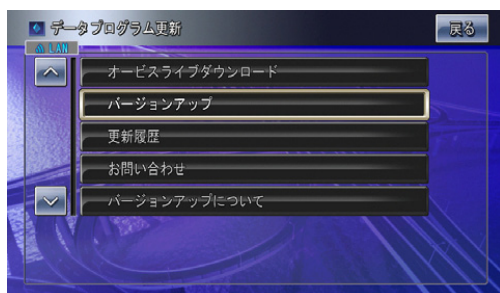 データプログラム更新
戻る
LAN
オービスライブダウンロード
バージョンアップ
更新履歴
お問い合わせ
バージョンアップについて